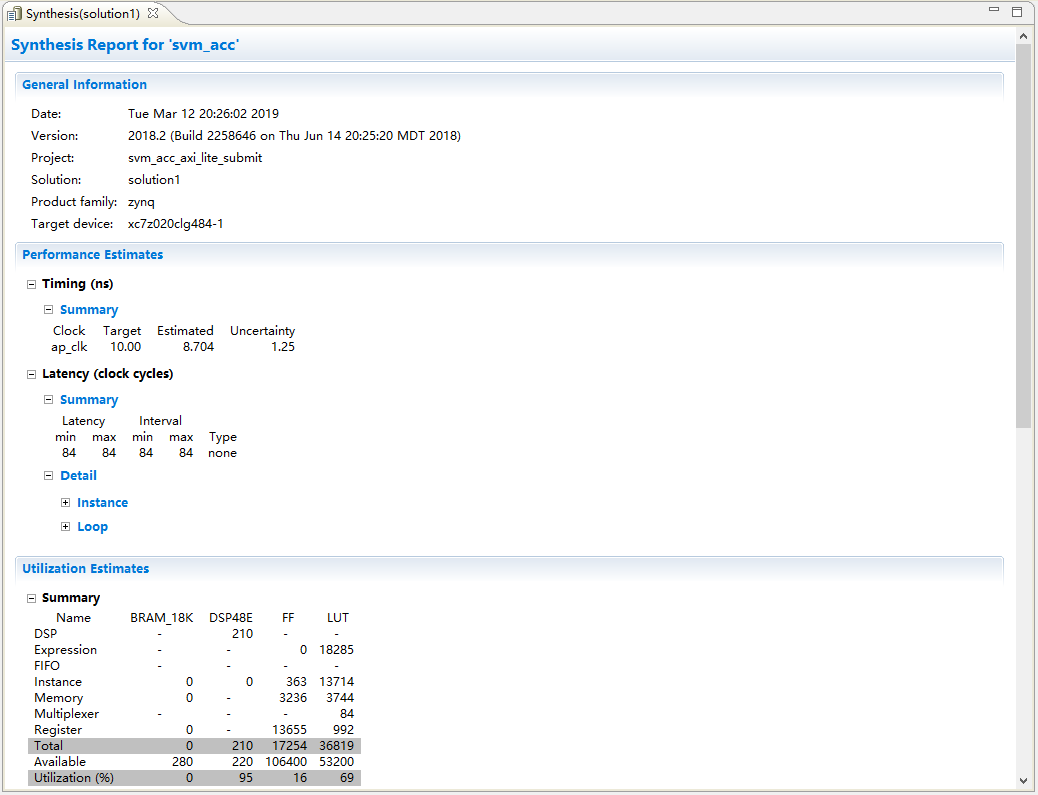 Synthesis(solution1)
Synthesis Report for 'svm_acc'
General Information
Date: Tue Mar 12 20:26:02 2019
Version: 2018.2 (Build 2258646 on Thu Jun 14 20:25:20 MDT 2018)
Project: svm_acc_axi_lite_submit
Solution: solution1
Product family: zynq
Target device: xc7z020clg484-1
Performance Estimates
Timing (ns)
Summary
Clock Target Estimated Uncertainty
ap_clk 10.00 8.704 1.25
Latency (clock cycles)
Summary
Latency Interval
min max min max Type
84 84 84 84 none
Detail
Instance
Loop
Utilization Estimates
Summary
Name BRAM_18K DSP48E FF LUT
DSP - 210 - -
Expression - - 0 18285
FIFO - - - -
Instance 0 0 363 13714
Memory 0 - 3236 3744
Multiplexer - - - 84
Register 0 - 13655 992
Total 0 210 17254 36819
Available 280 220 106400 53200
Utilization (%) 0 95 16 69